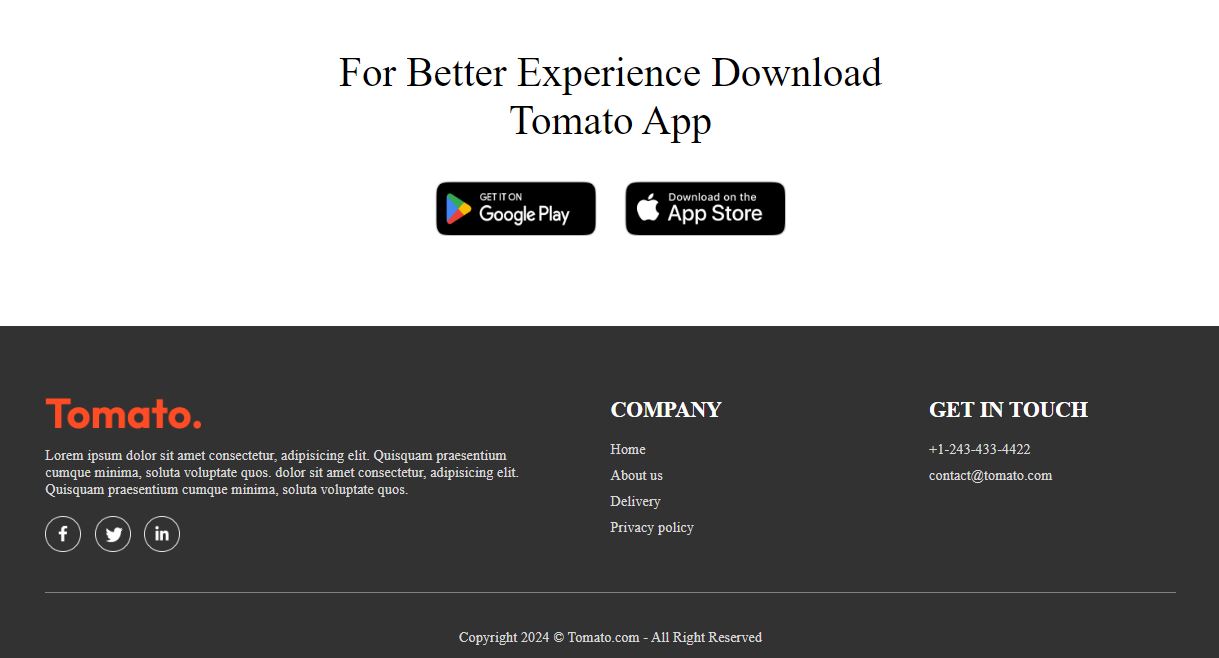 For Better Experience Download
Tomato App
GET IT ON
Google Play
Download on the
App Store
Tomato.
Lorem ipsum dolor sit amet consectetur, adipisicing elit. Quisquam praesentium
cumque minima, soluta voluptate quos. dolor sit amet consectetur, adipisicing elit.
Quisquam praesentium cumque minima, soluta voluptate quos.
f
in
COMPANY
Home
About us
Delivery
Privacy policy
GET IN TOUCH
+1-243-433-4422
contact@tomato.com
Copyright 2024 © Tomato.com - All Right Reserved